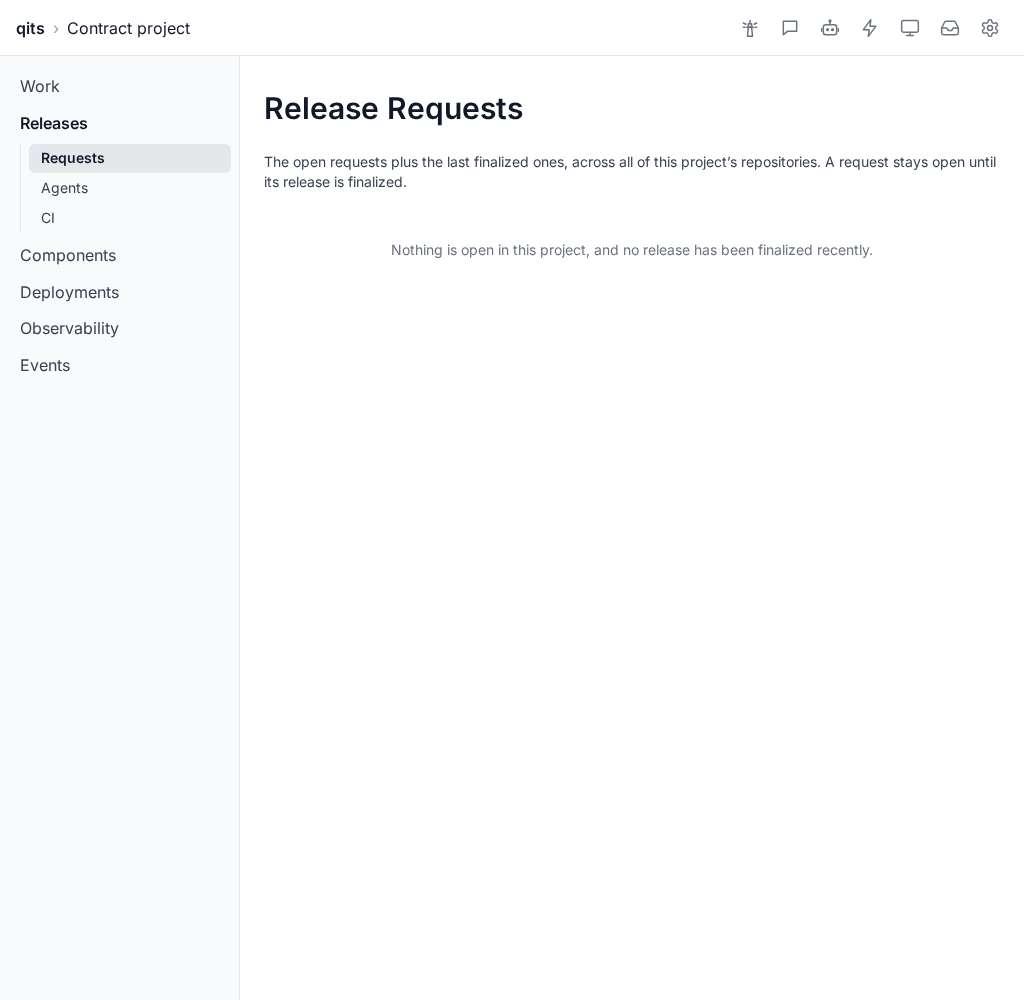 qits › Contract project
Work
Releases
Requests
Agents
CI
Components
Deployments
Observability
Events
Release Requests
The open requests plus the last finalized ones, across all of this project’s repositories. A request stays open until
its release is finalized.
Nothing is open in this project, and no release has been finalized recently.